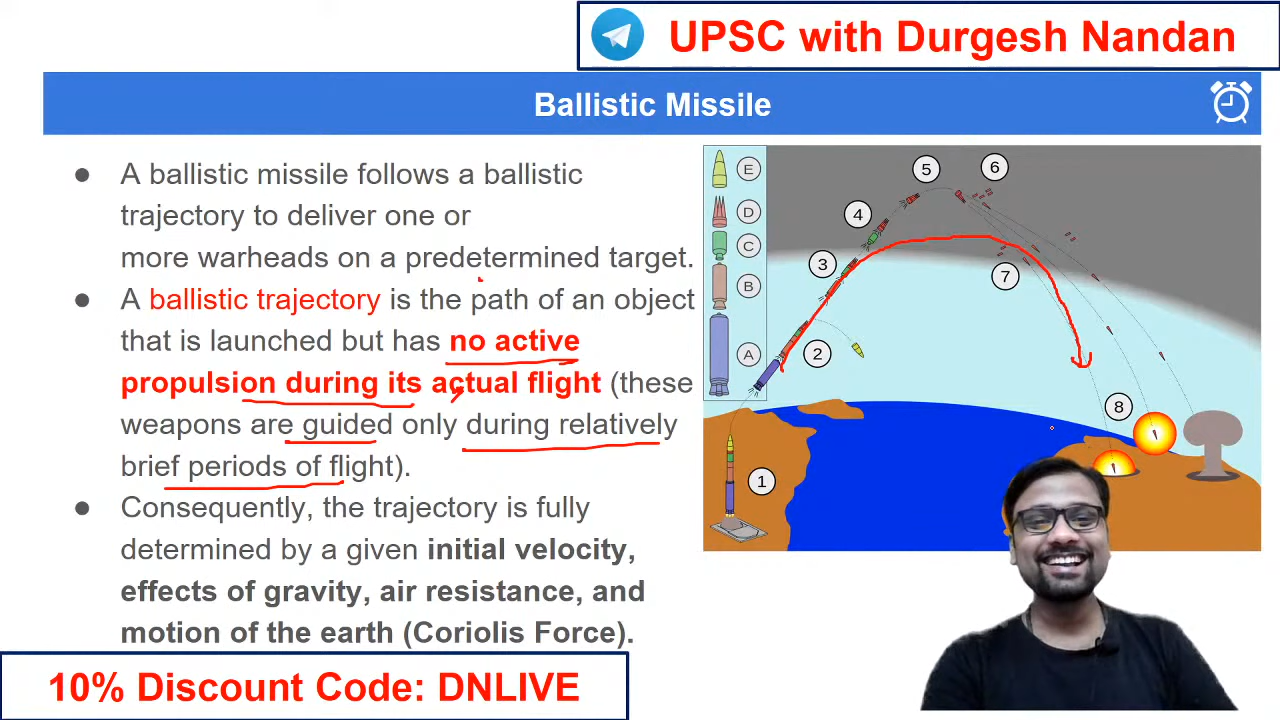 UPSC with Durgesh Nandan
Ballistic Missile
● A ballistic missile follows a ballistic
trajectory to deliver one or
more warheads on a predetermined target.
● A ballistic trajectory is the path of an object
that is launched but has no active
propulsion during its actual flight (these
weapons are guided only during relatively
brief periods of flight).
● Consequently, the trajectory is fully
determined by a given initial velocity,
effects of gravity, air resistance, and
motion of the earth (Coriolis Force).
E
D
C
B
A
1
2
3
4
5
6
7
8
10% Discount Code: DNLIVE